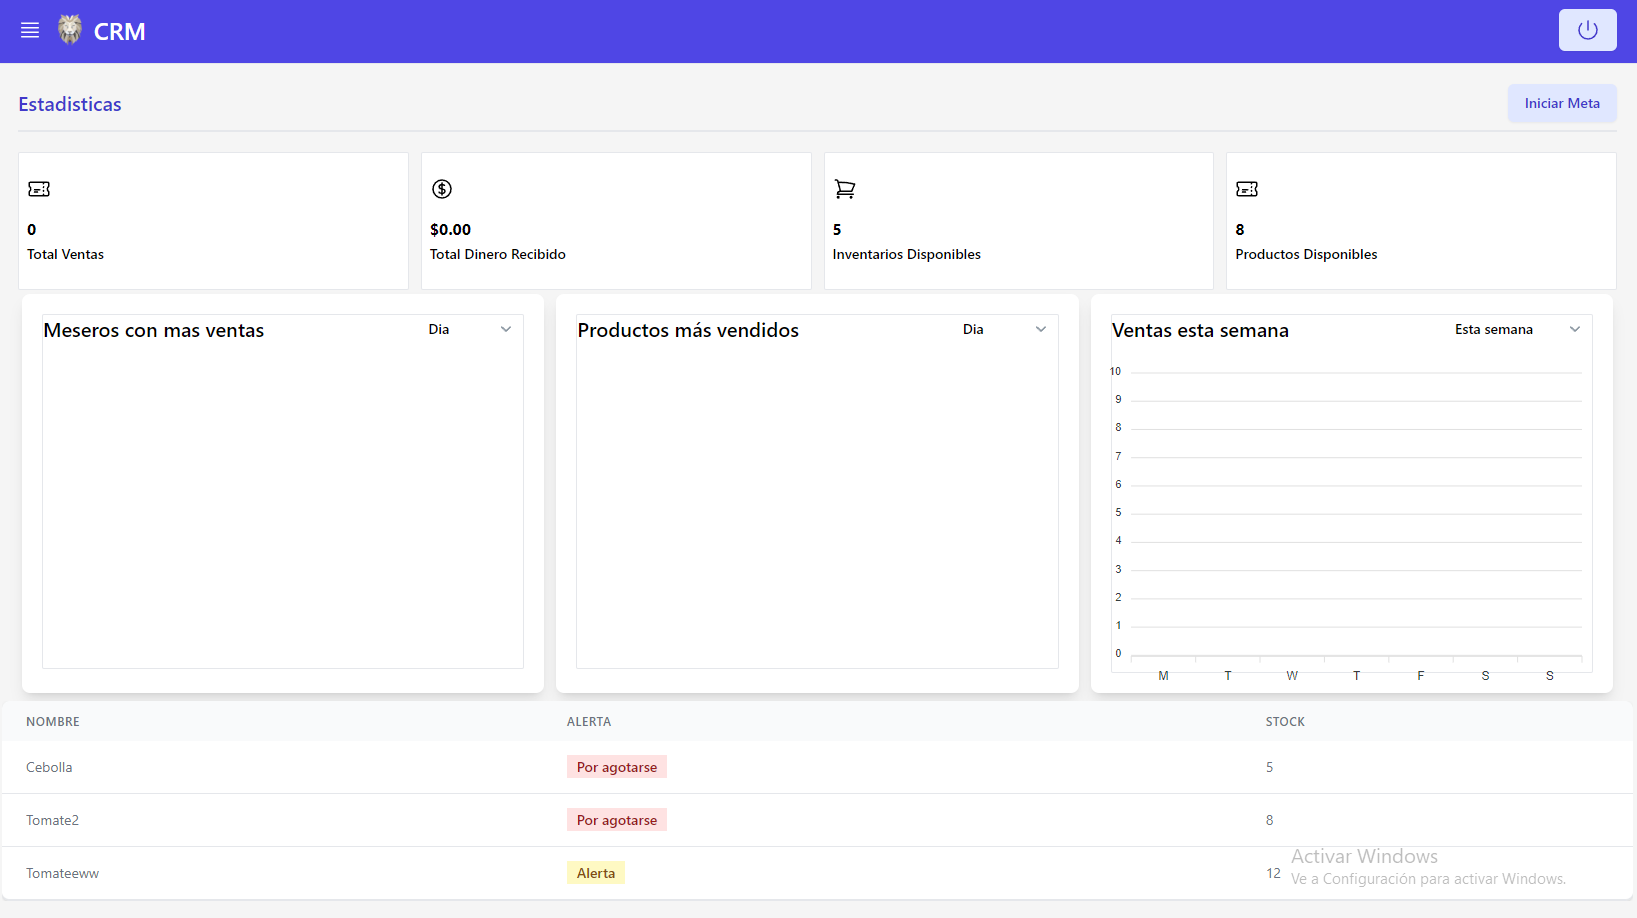 CRM
Estadisticas
Iniciar Meta
0
Total Ventas
$0.00
Total Dinero Recibido
5
Inventarios Disponibles
8
Productos Disponibles
Meseros con mas ventas
Dia
Productos más vendidos
Dia
Ventas esta semana
Esta semana
10
9
8
7
6
5
4
3
2
1
0
M T W T F S S
NOMBRE ALERTA STOCK
Cebolla Por agotarse 5
Tomate2 Por agotarse 8
Tomateeww Alerta 12
Activar Windows
Ve a Configuración para activar Windows.